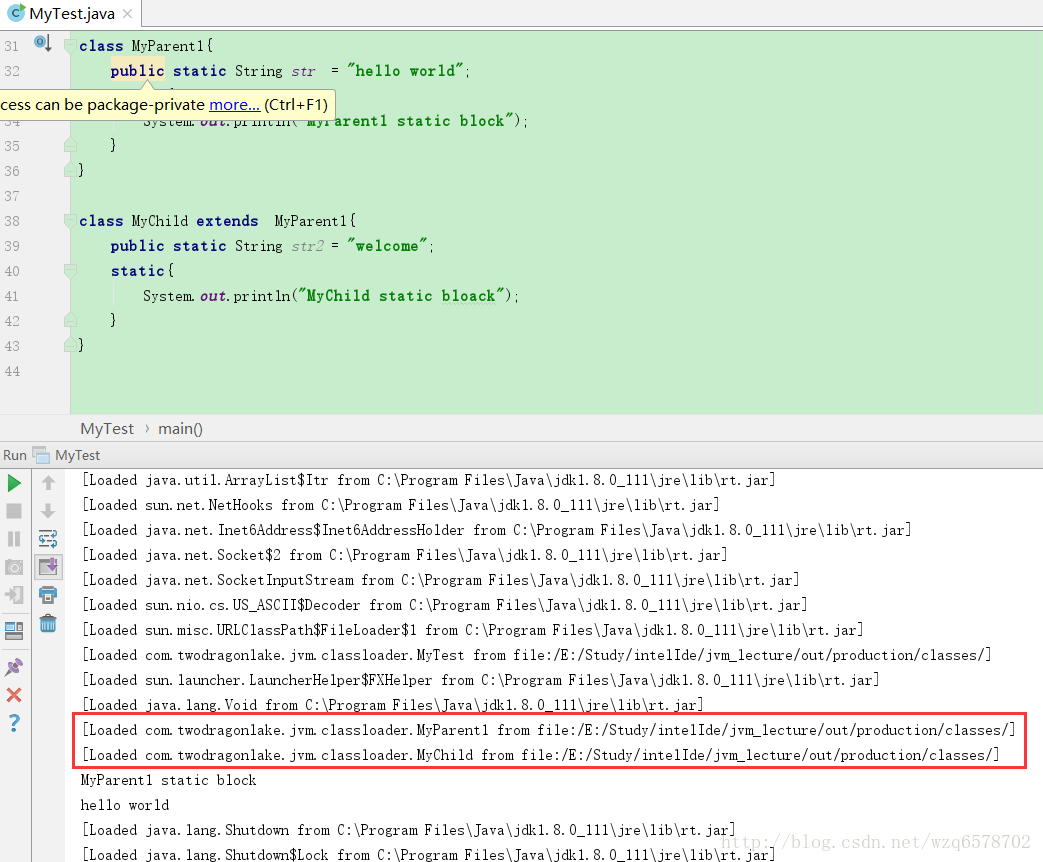 MyTest.java
31 class MyParent1{
32 public static String str = "hello world";
cess can be package-private more... (Ctrl+F1)
34 System.out.println("MyParent1 static block");
35 }
36 }
37
38 class MyChild extends MyParent1{
39 public static String str2 = "welcome";
40 static{
41 System.out.println("MyChild static bloack");
42 }
43 }
44
MyTest › main()
Run MyTest
[Loaded java.util.ArrayList$Itr from C:\Program Files\Java\jdk1.8.0_111\jre\lib\rt.jar]
[Loaded sun.net.NetHooks from C:\Program Files\Java\jdk1.8.0_111\jre\lib\rt.jar]
[Loaded java.net.Inet6Address$Inet6AddressHolder from C:\Program Files\Java\jdk1.8.0_111\jre\lib\rt.jar]
[Loaded java.net.Socket$2 from C:\Program Files\Java\jdk1.8.0_111\jre\lib\rt.jar]
[Loaded java.net.SocketInputStream from C:\Program Files\Java\jdk1.8.0_111\jre\lib\rt.jar]
[Loaded sun.nio.cs.US_ASCII$Decoder from C:\Program Files\Java\jdk1.8.0_111\jre\lib\rt.jar]
[Loaded sun.misc.URLClassPath$FileLoader$1 from C:\Program Files\Java\jdk1.8.0_111\jre\lib\rt.jar]
[Loaded com.twodragonlake.jvm.classloader.MyTest from file:/E:/Study/intelIde/jvm_lecture/out/production/classes/]
[Loaded sun.launcher.LauncherHelper$FXHelper from C:\Program Files\Java\jdk1.8.0_111\jre\lib\rt.jar]
[Loaded java.lang.Void from C:\Program Files\Java\jdk1.8.0_111\jre\lib\rt.jar]
[Loaded com.twodragonlake.jvm.classloader.MyParent1 from file:/E:/Study/intelIde/jvm_lecture/out/production/classes/]
[Loaded com.twodragonlake.jvm.classloader.MyChild from file:/E:/Study/intelIde/jvm_lecture/out/production/classes/]
MyParent1 static block
hello world
[Loaded java.lang.Shutdown from C:\Program Files\Java\jdk1.8.0_111\jre\lib\rt.jar]
[Loaded java.lang.Shutdown$Lock from C:\Program Files\Java\jdk1.8.0_111\jre\lib\rt.jar]
http://blog.csdn.net/wzq6578702